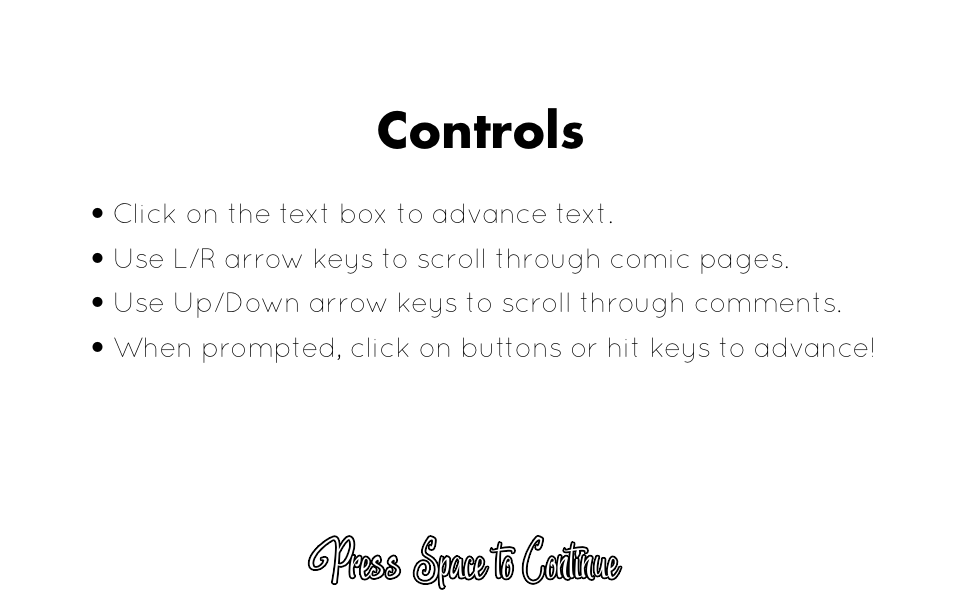 Controls
• Click on the text box to advance text.
• Use L/R arrow keys to scroll through comic pages.
• Use Up/Down arrow keys to scroll through comments.
• When prompted, click on buttons or hit keys to advance!
Press Space to Continue